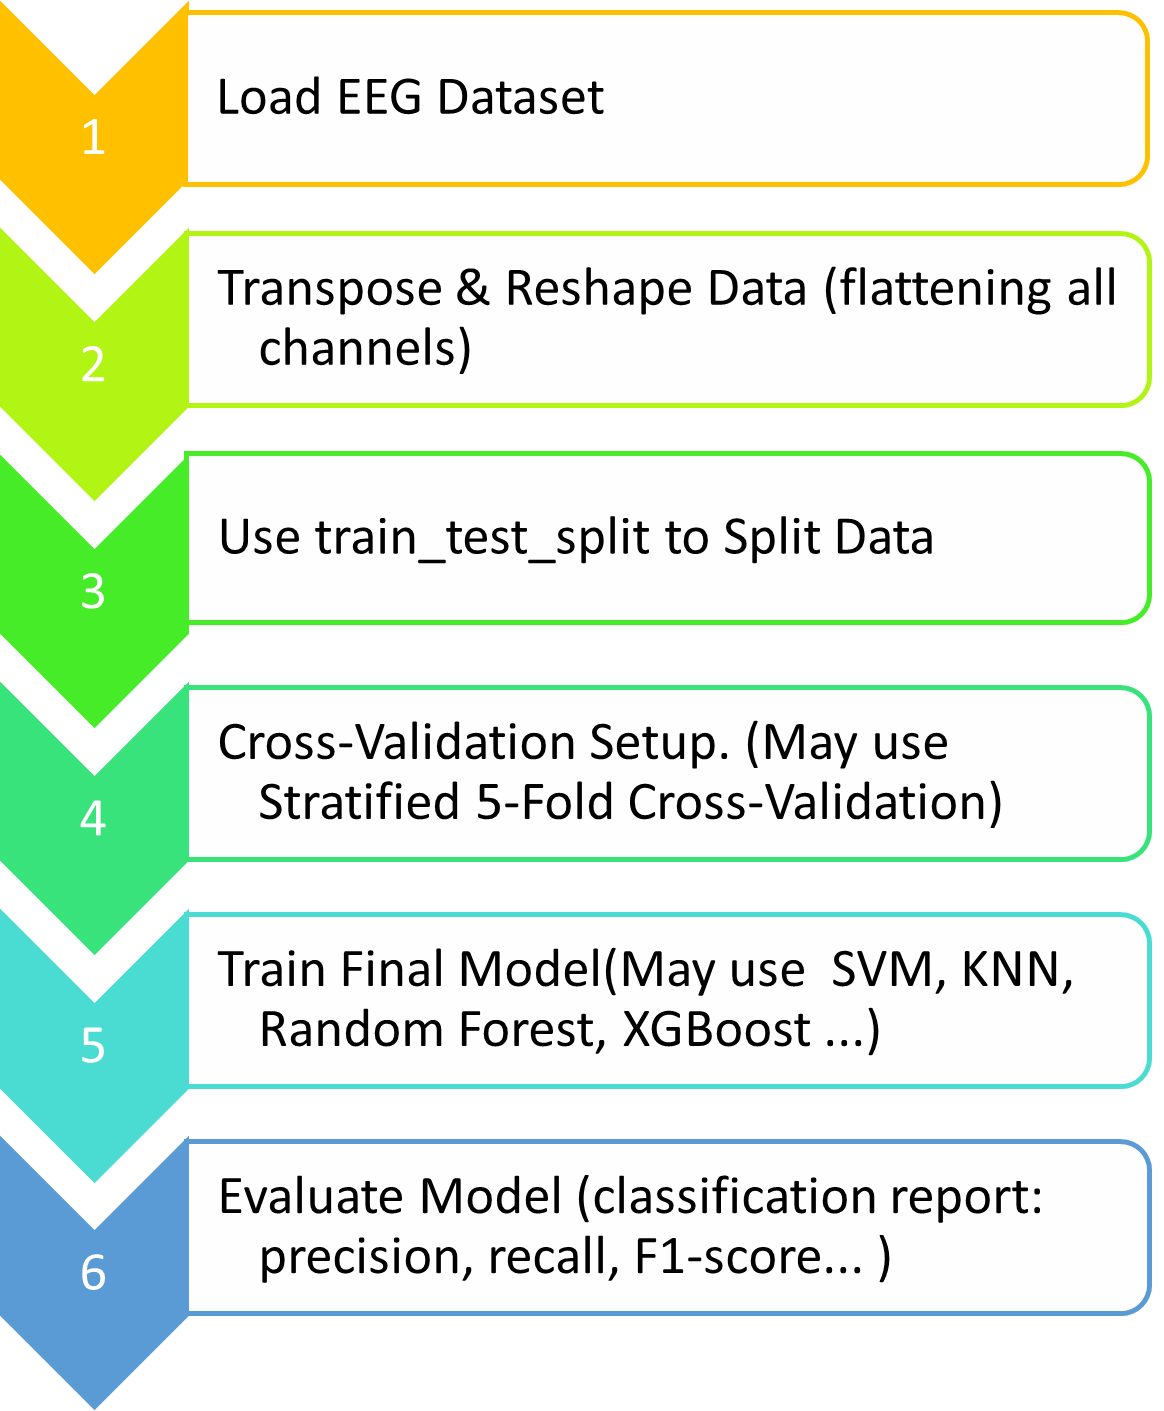 1
Load EEG Dataset
2
Transpose & Reshape Data (flattening all
channels)
3
Use train_test_split to Split Data
4
Cross-Validation Setup. (May use
Stratified 5-Fold Cross-Validation)
5
Train Final Model(May use  SVM, KNN,
Random Forest, XGBoost ...)
6
Evaluate Model (classification report:
precision, recall, F1-score... )